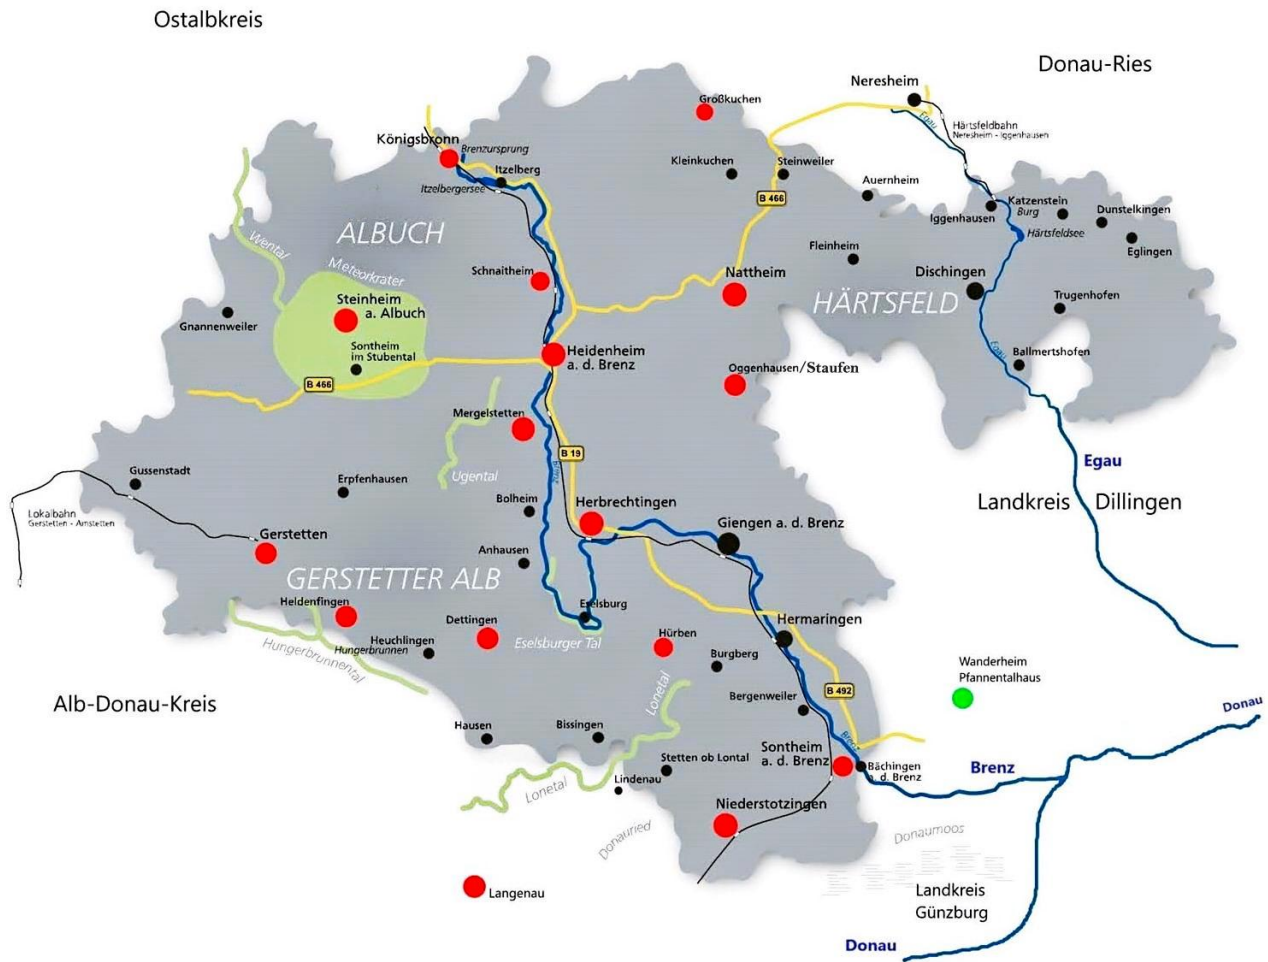 Ostalbkreis
Donau-Ries
Neresheim
Großkuchen
Egau
Härtsfeldbahn
Neresheim - Iggenhausen
Königsbronn
Brenzursprung
Itzelberg
Itzelbergersee
Kleinkuchen
Steinweiler
Auernheim
B 466
Iggenhausen
Katzenstein
Burg
Dunstelkingen
Härtsfeldsee
Eglingen
ALBUCH
Wental
Meteorkrater
Fleinheim
Schnaitheim
Nattheim
Dischingen
HÄRTSFELD
Trugenhofen
Steinheim
a. Albuch
Gnannenweiler
Sontheim
im Stubental
Heidenheim
a. d. Brenz
Egau
Ballmertshofen
Oggenhausen/Staufen
B 466
Mergelstetten
B 19
Brenz
Egau
Gussenstadt
Erpfenhausen
Ugental
Bolheim
Herbrechtingen
Landkreis Dillingen
Lokalbahn
Gerstetten - Amstetten
Gerstetten
Giengen a. d. Brenz
Anhausen
GERSTETTER ALB
Heldenfingen
Eselsburg
Dettingen
Hermaringen
Heuchlingen
Hungerbrunnen
Hungerbrunnental
Eselsburger Tal
Hürben
Burgberg
Wanderheim
Pfannentalhaus
Lonetal
B 492
Bergenweiler
Alb-Donau-Kreis
Donau
Hausen
Bissingen
Brenz
Sontheim
a. d. Brenz
Stetten ob Lontal
Bächingen
a. d. Brenz
Brenz
Lindenau
Lonetal
Niederstotzingen
Donauried
Donaumoos
Langenau
Landkreis
Günzburg
Donau